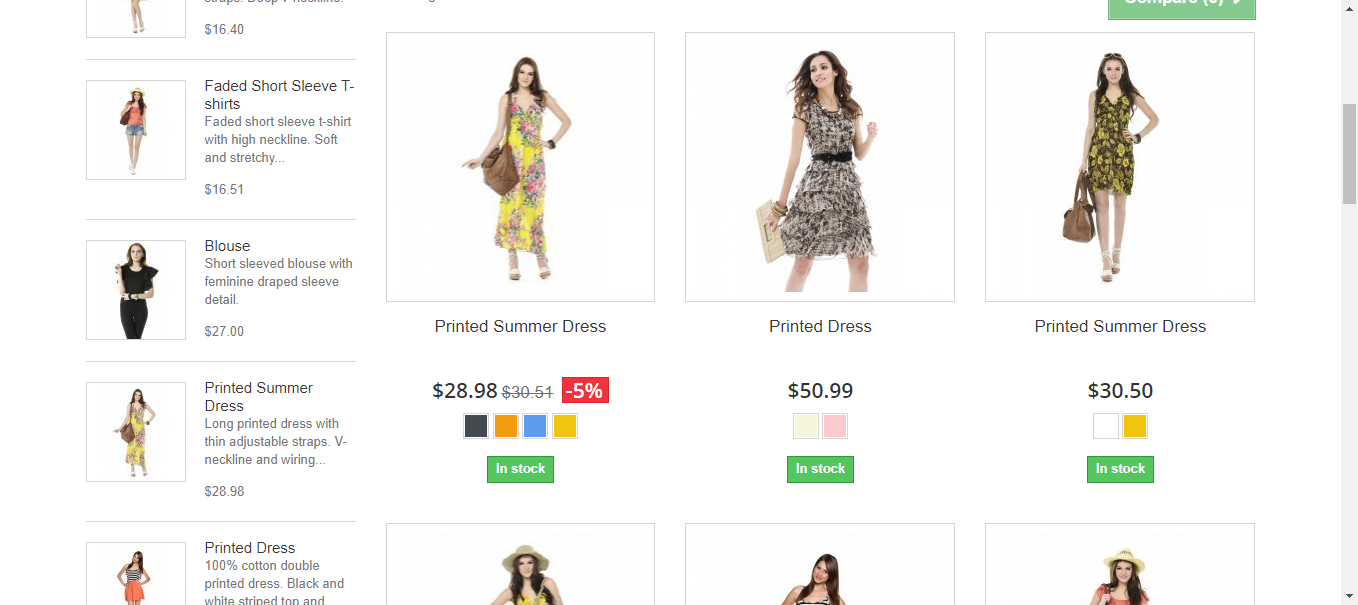 straps. Deep V-neckline.
$16.40
Faded Short Sleeve T-
shirts
Faded short sleeve t-shirt
with high neckline. Soft
and stretchy...
$16.51
Blouse
Short sleeved blouse with
feminine draped sleeve
detail.
$27.00
Printed Summer
Dress
Long printed dress with
thin adjustable straps. V-
neckline and wiring...
$28.98
Printed Dress
100% cotton double
printed dress. Black and
white striped top and
Compare (0)
Printed Summer Dress
$28.98 $30.51 -5%
In stock
Printed Dress
$50.99
In stock
Printed Summer Dress
$30.50
In stock